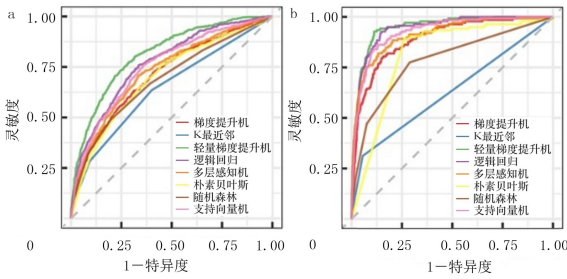 a
1.00
0.75
0.50
0.25
0
灵敏度
梯度提升机
K最近邻
轻量梯度提升机
逻辑回归
多层感知机
朴素贝叶斯
随机森林
支持向量机
0.25 0.50 0.75 1.00
1-特异度
b
1.00
0.75
0.50
0.25
0
灵敏度
梯度提升机
K最近邻
轻量梯度提升机
逻辑回归
多层感知机
朴素贝叶斯
随机森林
支持向量机
0.25 0.50 0.75 1.00
1-特异度